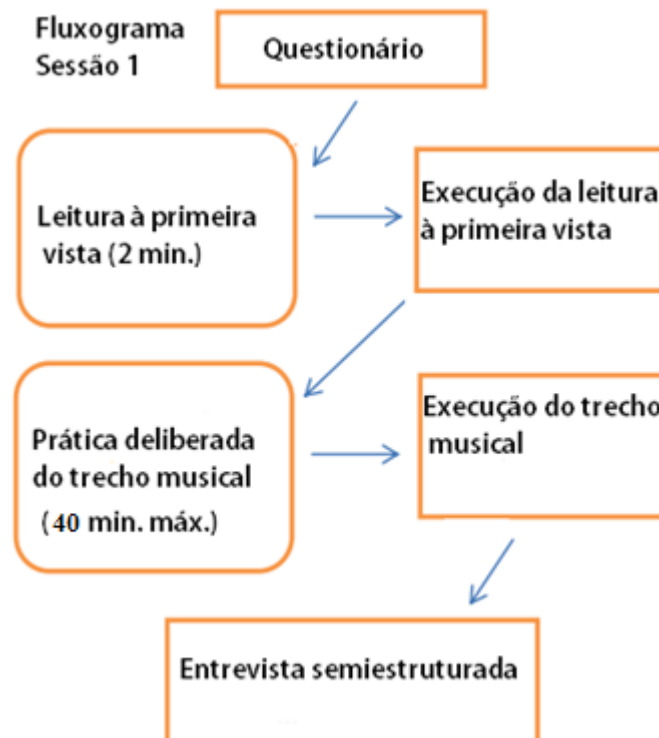 Fluxograma
Sessão 1
Questionário
Leitura à primeira
vista (2 min.)
Execução da leitura
à primeira vista
Prática deliberada
do trecho musical
(40 min. máx.)
Execução do trecho
musical
Entrevista semiestruturada